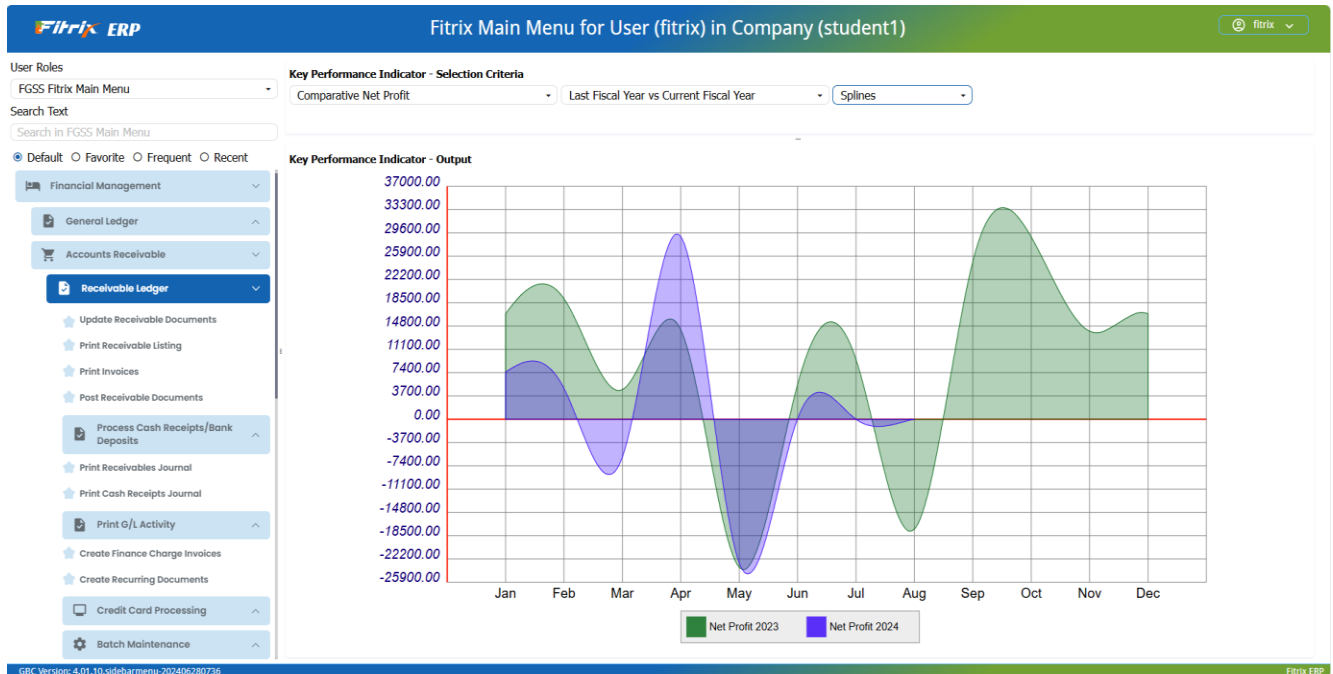 Fitrix ERP
Fitrix Main Menu for User (fitrix) in Company (student1)
fitrix
User Roles
FGSS Fitrix Main Menu
Search Text
Search in FGSS Main Menu
Default Favorite Frequent Recent
Financial Management
General Ledger
Accounts Receivable
Receivable Ledger
Update Receivable Documents
Print Receivable Listing
Print Invoices
Post Receivable Documents
Process Cash Receipts/Bank
Deposits
Print Receivables Journal
Print Cash Receipts Journal
Print G/L Activity
Create Finance Charge Invoices
Create Recurring Documents
Credit Card Processing
Batch Maintenance
Key Performance Indicator - Selection Criteria
Comparative Net Profit Last Fiscal Year vs Current Fiscal Year Splines
Key Performance Indicator - Output
37000.00
33300.00
29600.00
25900.00
22200.00
18500.00
14800.00
11100.00
7400.00
3700.00
0.00
-3700.00
-7400.00
-11100.00
-14800.00
-18500.00
-22200.00
-25900.00
Jan Feb Mar Apr May Jun Jul Aug Sep Oct Nov Dec
Net Profit 2023 Net Profit 2024
GBC Version: 4.01.10.sidebarmenu-202406280736
Fitrix ERP